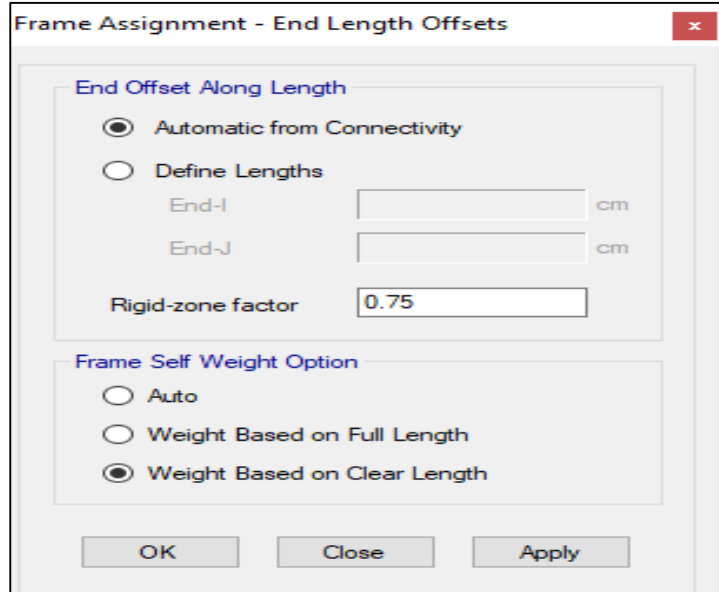 Frame Assignment - End Length Offsets
x
End Offset Along Length
Automatic from Connectivity
Define Lengths
End-I cm
End-J cm
Rigid-zone factor 0.75
Frame Self Weight Option
Auto
Weight Based on Full Length
Weight Based on Clear Length
OK Close Apply